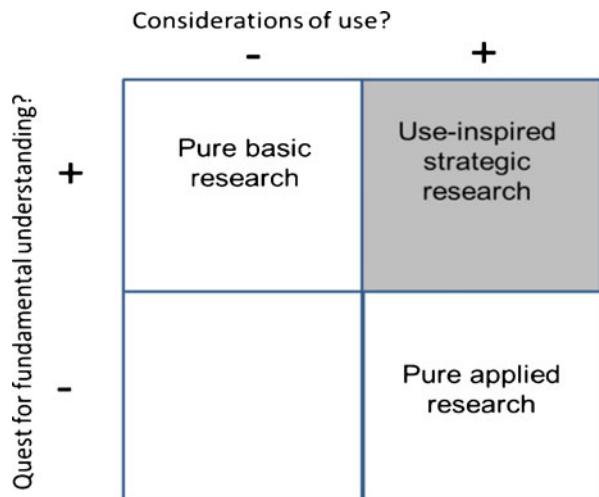 Considerations of use?
- +
Quest for fundamental understanding?
+
Pure basic
research
Use-inspired
strategic
research
-
Pure applied
research